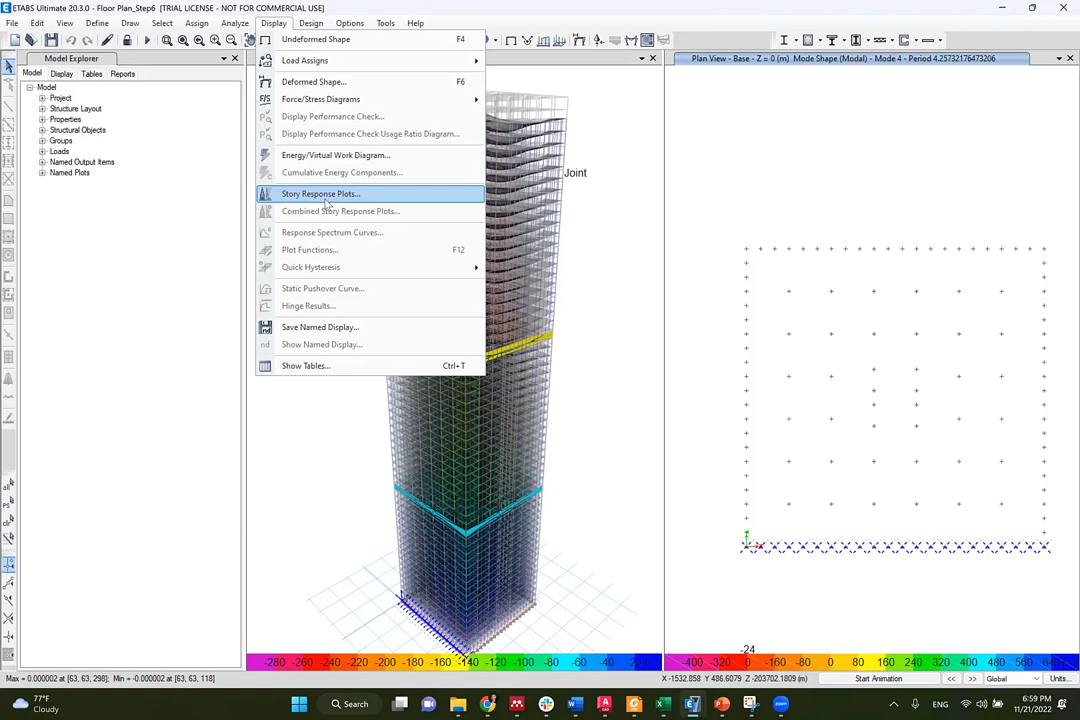 ETABS Ultimate 20.3.0 - Floor Plan_Step6 (TRIAL LICENSE - NOT FOR COMMERCIAL USE)
File Edit View Define Draw Select Assign Analyze Display Design Options Tools Help
Model Explorer
Model Display Tables Reports
Model
Project
Structure Layout
Properties
Structural Objects
Groups
Loads
Named Output Items
Named Plots
Undeformed Shape F4
Load Assigns
Deformed Shape... F6
Force/Stress Diagrams
Display Performance Check...
Display Performance Check Usage Ratio Diagram...
Energy/Virtual Work Diagram...
Cumulative Energy Components...
Story Response Plots...
Combined Story Response Plots...
Response Spectrum Curves...
Plot Functions... F12
Quick Hysteresis
Static Pushover Curve...
Hinge Results...
Save Named Display...
nd Show Named Display...
Show Tables... Ctrl+T
Joint
Plan View - Base - Z = 0 (m) Mode Shape (Modal) - Mode 4 - Period 4.25732176473206
-24
-280 -260 -240 -220 -200 -180 -160 -140 -120 -100 -80 -60 -40 -20
-400 0 -160 -80 0 80 160 240 320 400 480 560
Max = 0.000002 at [63, 63, 298]; Min = -0.000002 at [63, 63, 118]
X -1532.858 Y 486.6079 Z -203702.1809 (m)
Start Animation << >> Global Units...
77°F
Cloudy
Search
ENG
6:59 PM
11/21/2022